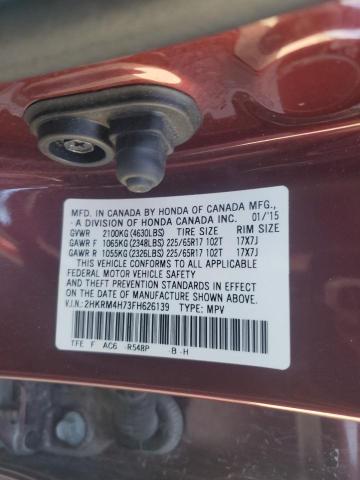 MFD. IN CANADA BY HONDA OF CANADA MFG.,
- A DIVISION OF HONDA CANADA INC. 01/'15
GVWR 2100KG(4630LBS) TIRE SIZE RIM SIZE
GAWR F 1065KG(2348LBS)225/65R17 102T 17X7J
GAWR R 1055KG(2326LBS)225/65R17 102T 17X7J
THIS VEHICLE CONFORMS TO ALL APPLICABLE
FEDERAL MOTOR VEHICLE SAFETY AND
THEFT PREVENTION STANDARDS IN EFFECT ON
THE DATE OF MANUFACTURE SHOWN ABOVE.
V.I.N.:2HKRM4H73FH626139 TYPE: MPV
TFE F AC6 R548P -B -H